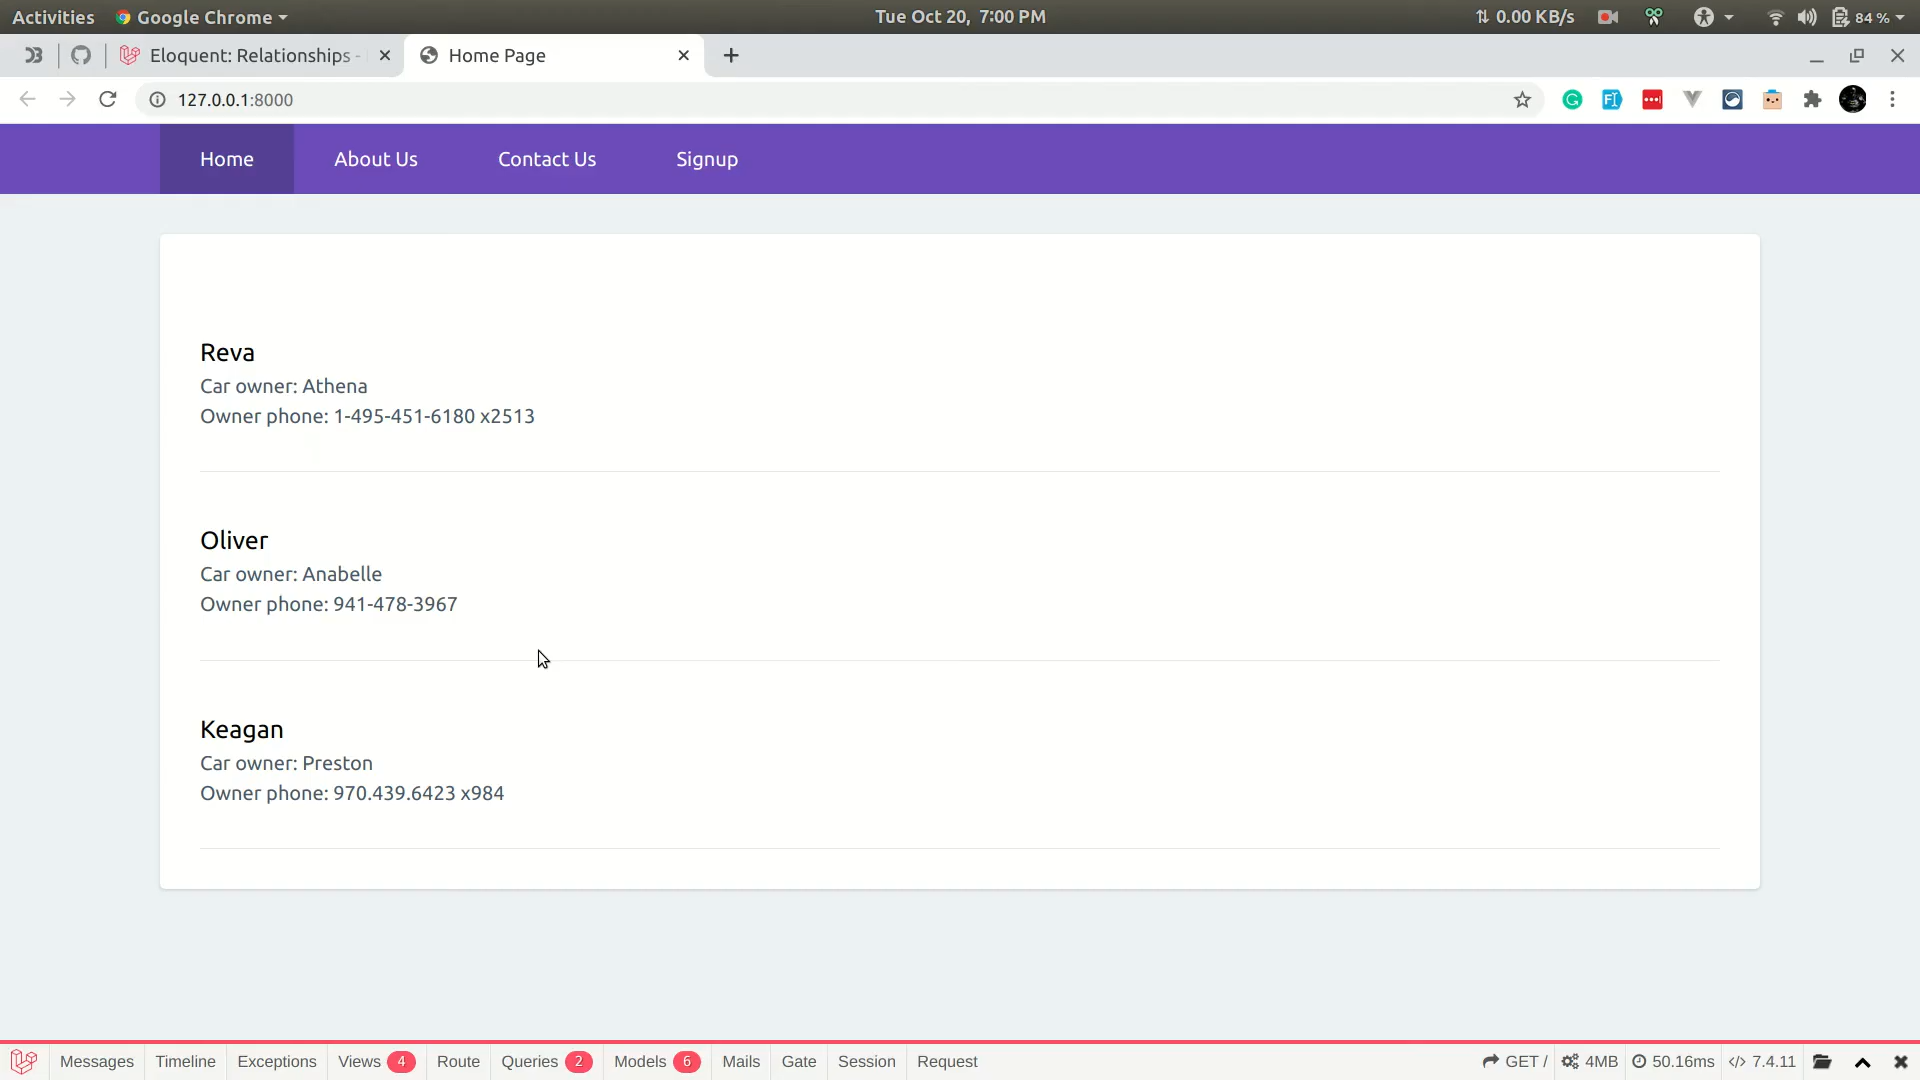 Activities Google Chrome Tue Oct 20, 7:00 PM 0.00 KB/s 84 %
Eloquent: Relationships - Home Page
127.0.0.1:8000
Home About Us Contact Us Signup
Reva
Car owner: Athena
Owner phone: 1-495-451-6180 x2513
Oliver
Car owner: Anabelle
Owner phone: 941-478-3967
Keagan
Car owner: Preston
Owner phone: 970.439.6423 x984
Messages Timeline Exceptions Views 4 Route Queries 2 Models 6 Mails Gate Session Request GET / 4MB 50.16ms 7.4.11